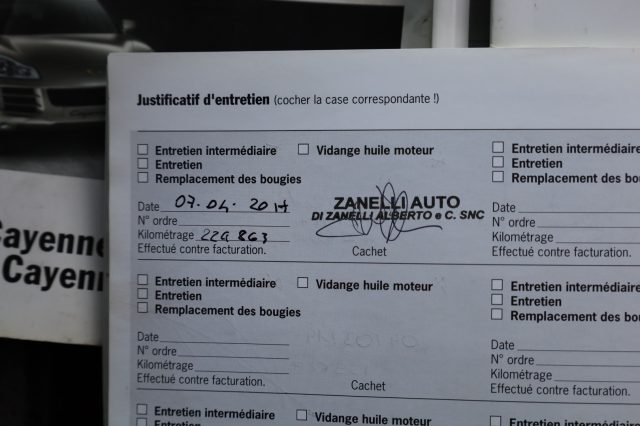 Justificatif d'entretien (cocher la case correspondante !)
Entretien intermédiaire
Vidange huile moteur
Entretien
Remplacement des bougies
Date 07.04.2017
N° ordre
Kilométrage 229 863
Effectué contre facturation.
ZANELLI AUTO
DI ZANELLI ALBERTO e C. SNC
Cachet
Entretien intermédiaire
Entretien
Remplacement des bou
Date
N° ordre
Kilométrage
Effectué contre facturation.
Entretien intermédiaire
Vidange huile moteur
Entretien
Remplacement des bougies
Date
N° ordre
Kilométrage
Effectué contre facturation.
Cachet
Entretien intermédiaire
Entretien
Remplacement des bou
Date
N° ordre
Kilométrage
Effectué contre facturation.
Entretien intermédiaire
Vidange huile moteur
Entretien
Entretien intermédiaire
Cayenne
Cayenn